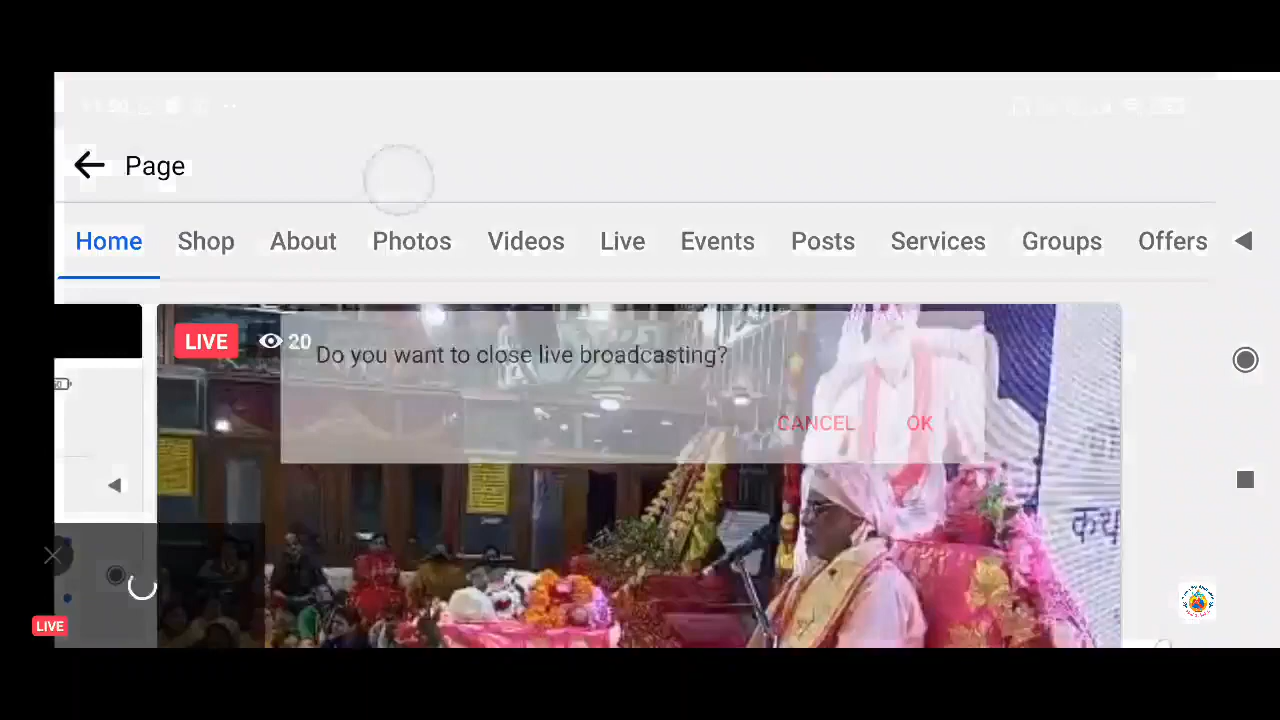 Page
Home Shop About Photos Videos Live Events Posts Services Groups Offers
LIVE 20
Do you want to close live broadcasting?
CANCEL OK
LIVE